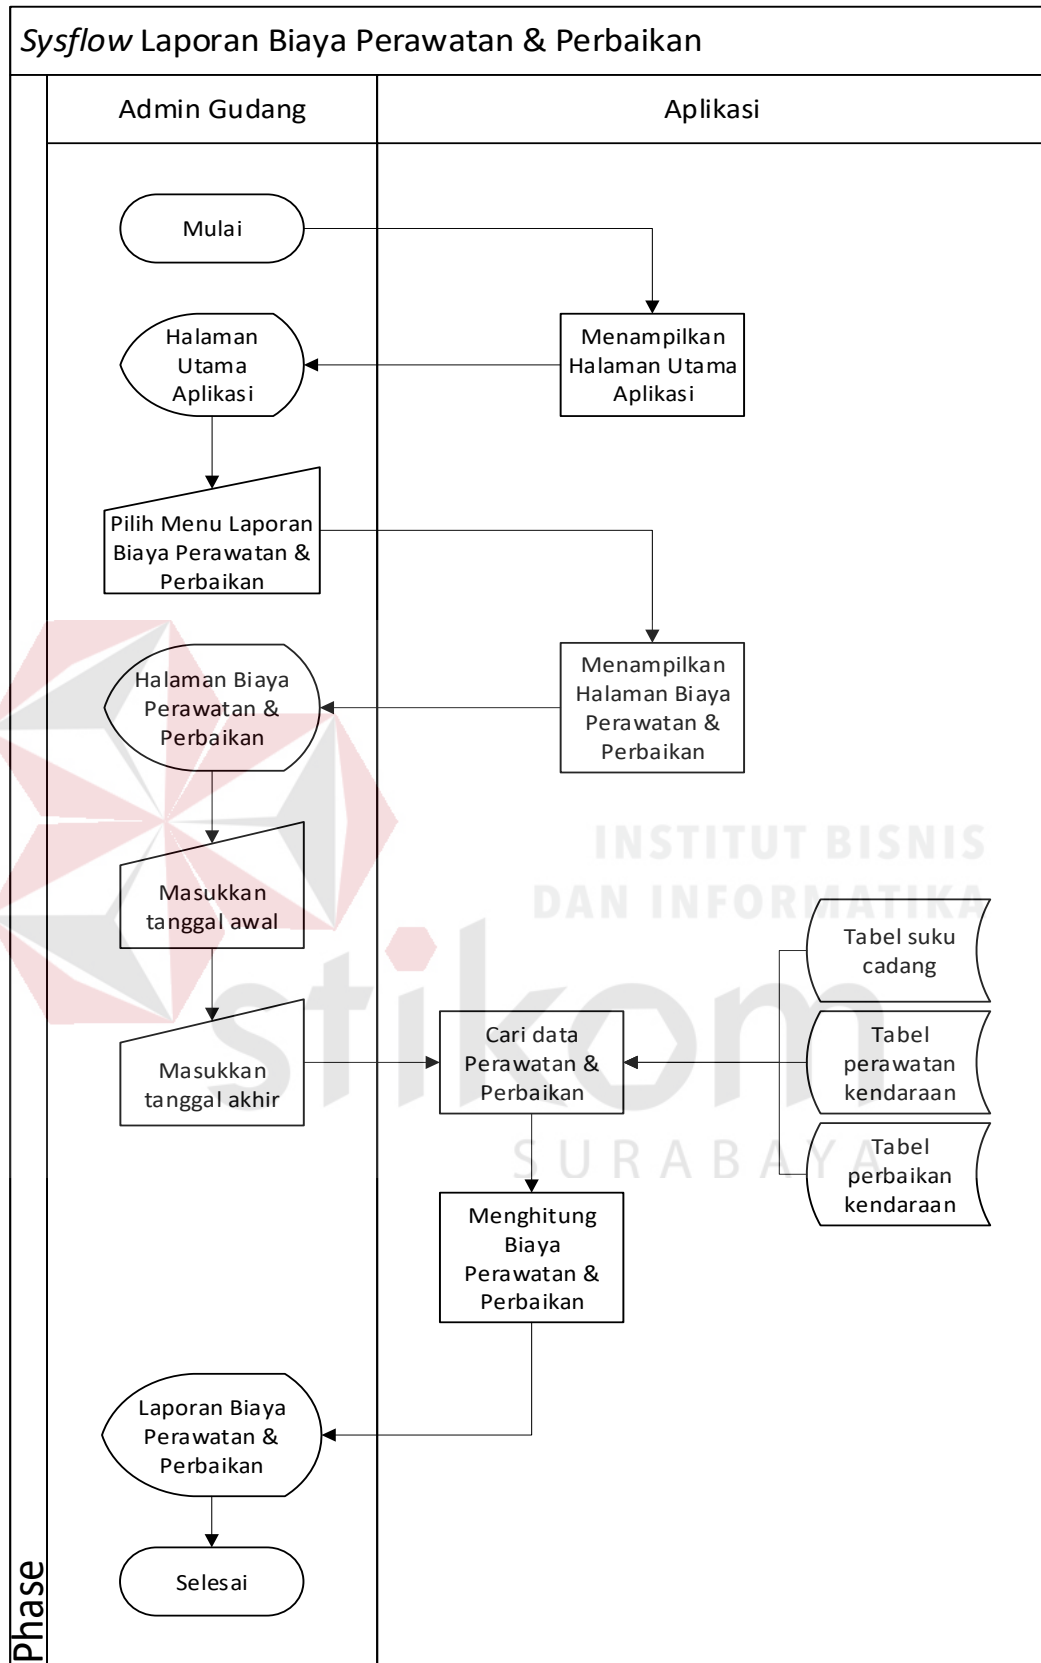 Sysflow Laporan Biaya Perawatan & Perbaikan
Admin Gudang
Aplikasi
Mulai
Halaman
Utama
Aplikasi
Menampilkan
Halaman Utama
Aplikasi
Pilih Menu Laporan
Biaya Perawatan &
Perbaikan
Halaman Biaya
Perawatan &
Perbaikan
Menampilkan
Halaman Biaya
Perawatan &
Perbaikan
INSTITUT BISNIS
DAN INFORMATIKA
stikom
SURABAYA
Masukkan
tanggal awal
Tabel suku
cadang
Masukkan
tanggal akhir
Cari data
Perawatan &
Perbaikan
Tabel
perawatan
kendaraan
Tabel
perbaikan
kendaraan
Menghitung
Biaya
Perawatan &
Perbaikan
Laporan Biaya
Perawatan &
Perbaikan
Selesai
Phase